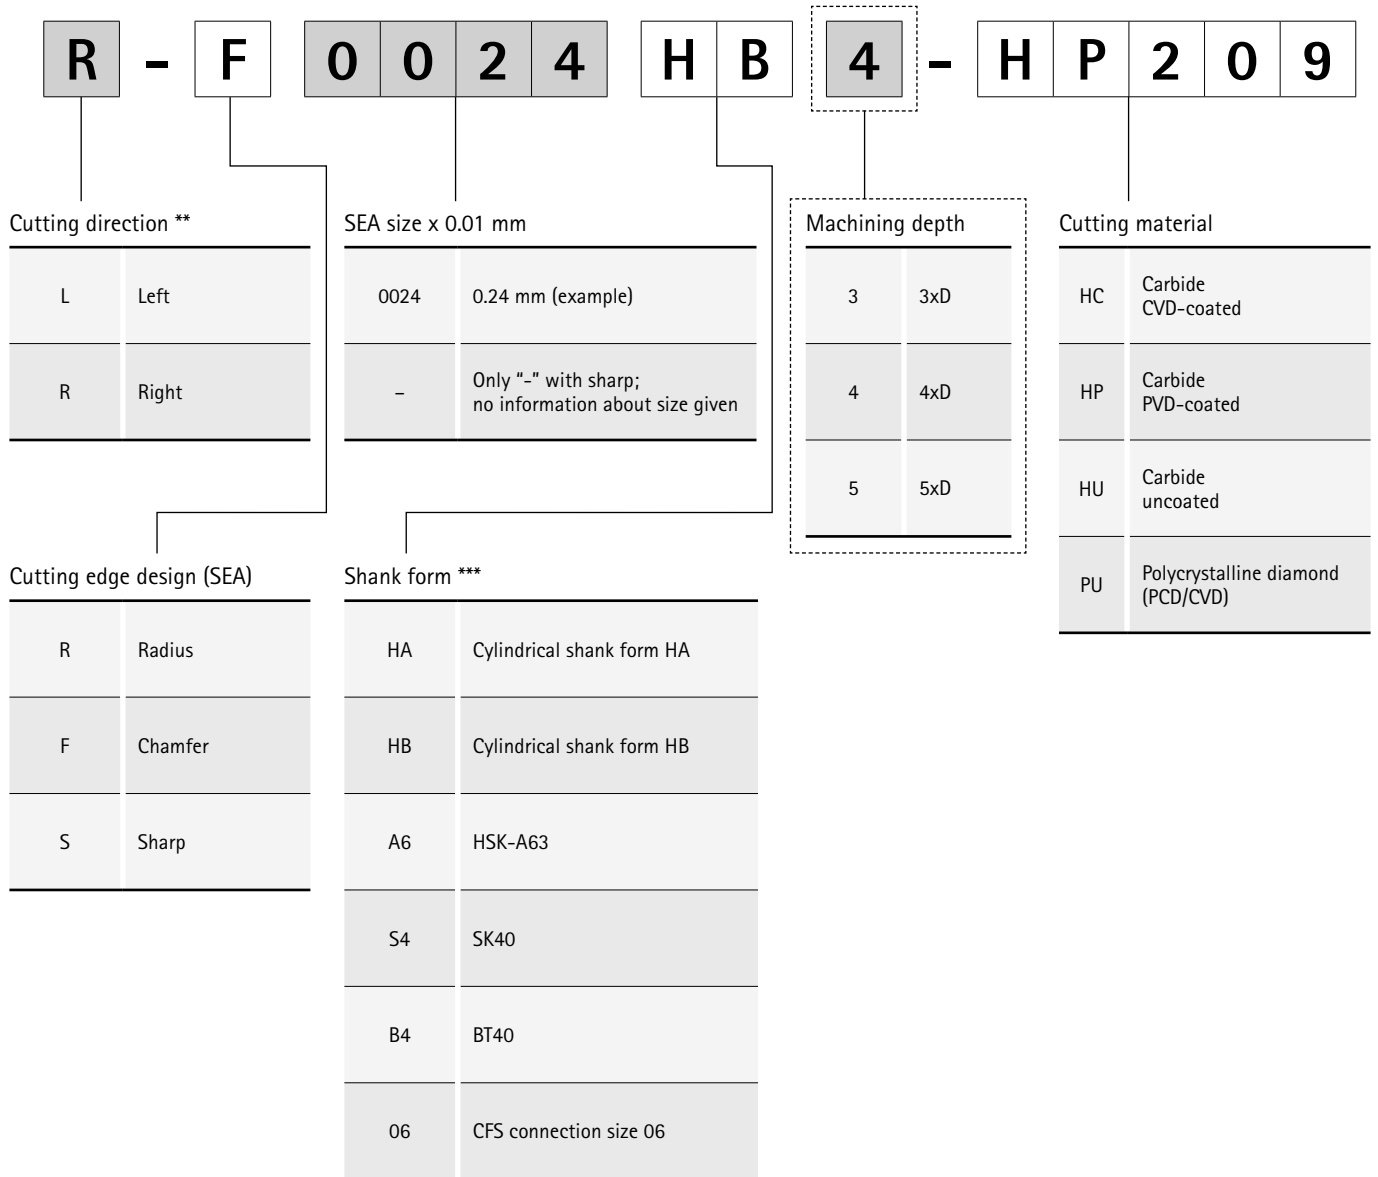 R - F 0 0 2 4 H B 4 - H P 2 0 9
Cutting direction **
L Left
R Right
SEA size x 0.01 mm
0024 0.24 mm (example)
– Only “-” with sharp;
no information about size given
Machining depth
3 3xD
4 4xD
5 5xD
Cutting material
HC Carbide
CVD-coated
HP Carbide
PVD-coated
HU Carbide
uncoated
PU Polycrystalline diamond
(PCD/CVD)
Cutting edge design (SEA)
R Radius
F Chamfer
S Sharp
Shank form ***
HA Cylindrical shank form HA
HB Cylindrical shank form HB
A6 HSK-A63
S4 SK40
B4 BT40
06 CFS connection size 06